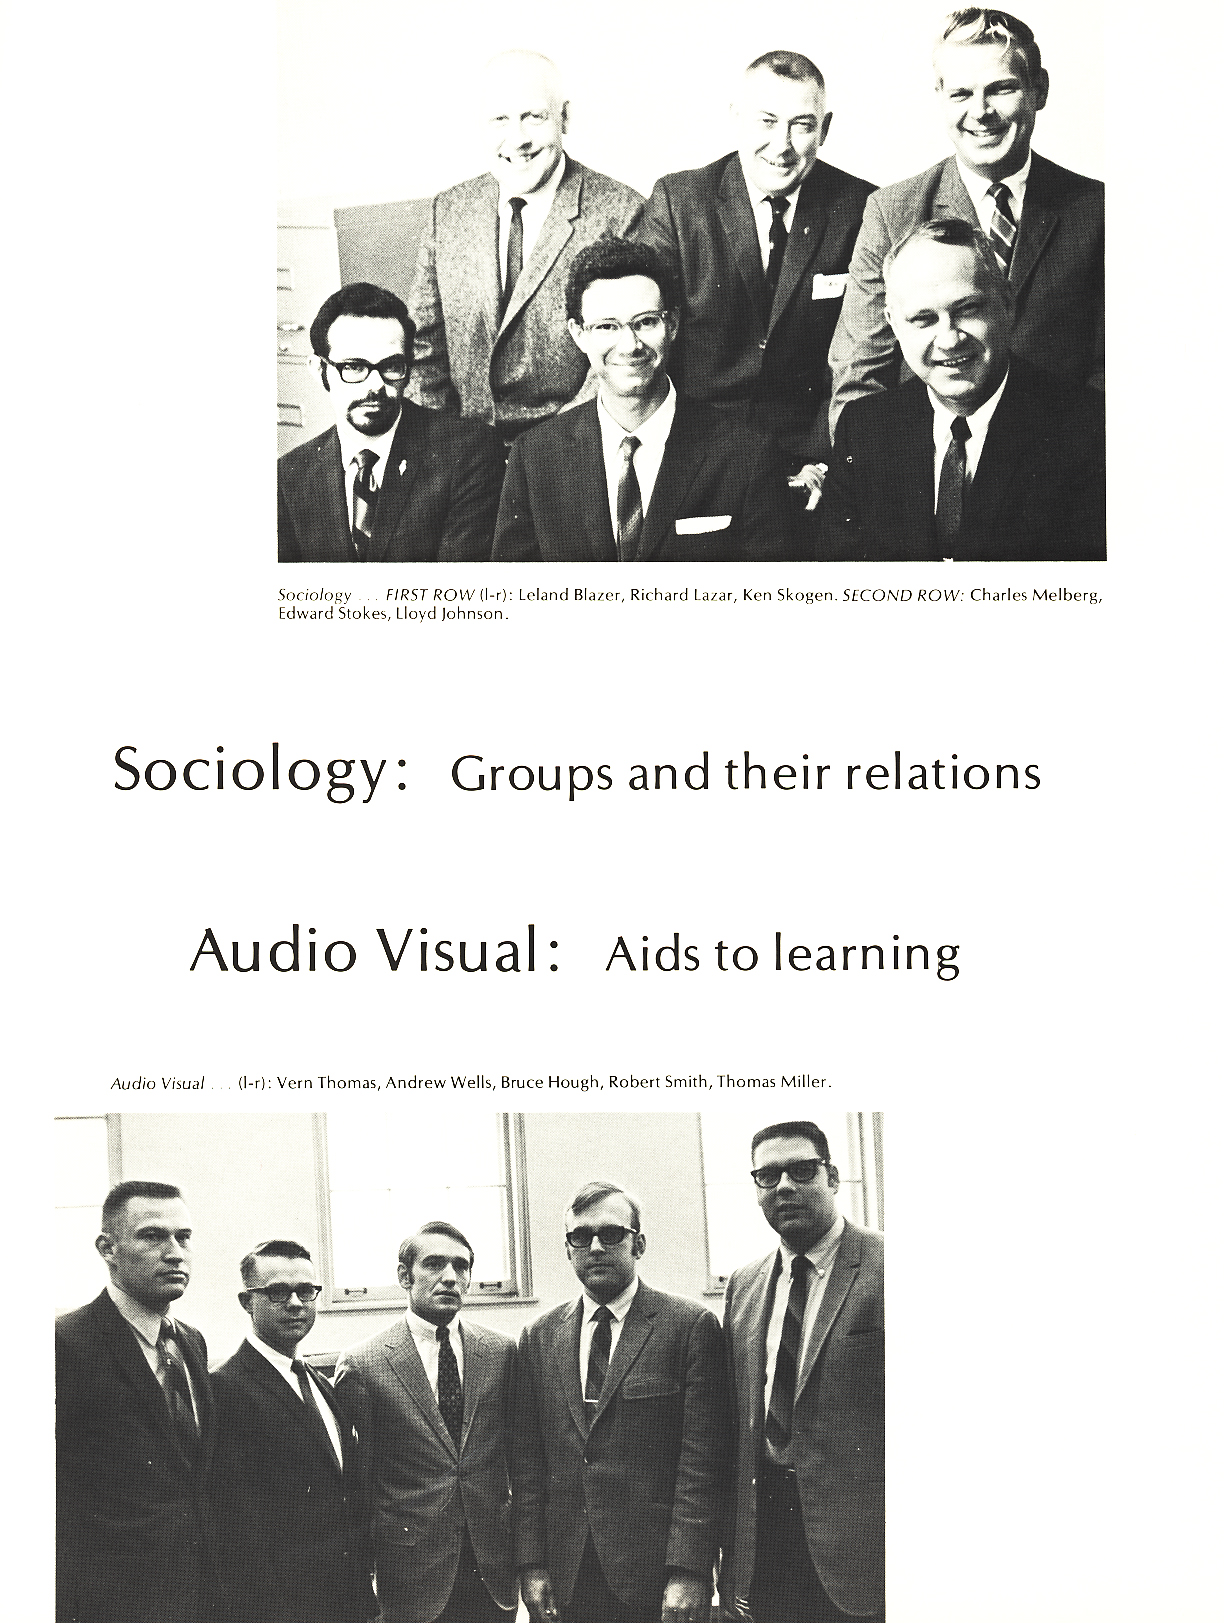 Sociology . . . FIRST ROW (l-r): Leland Blazer, Richard Lazar, Ken Skogen. SECOND ROW: Charles Melberg,
Edward Stokes, Lloyd Johnson.
Sociology: Groups and their relations
Audio Visual: Aids to learning
Audio Visual . . . (l-r): Vern Thomas, Andrew Wells, Bruce Hough, Robert Smith, Thomas Miller.